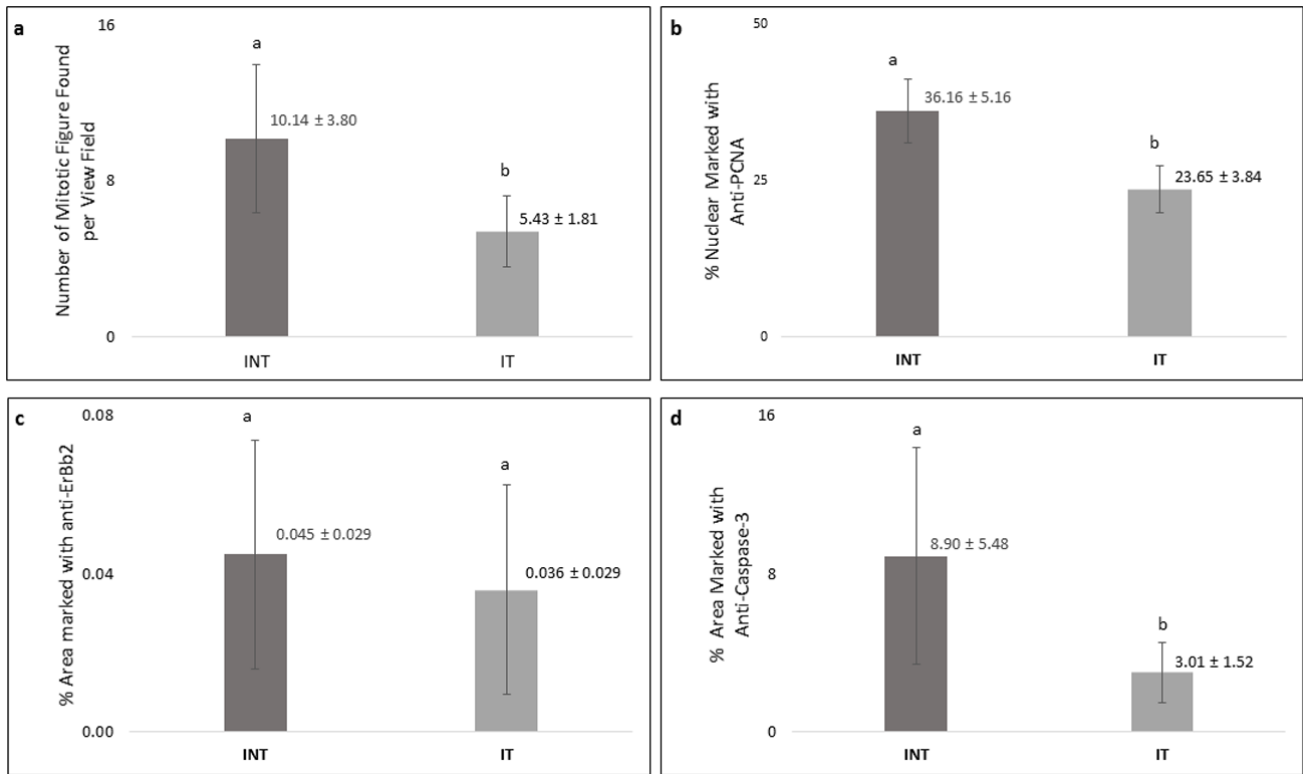 a
Number of Mitotic Figure Found
per View Field
16
8
0
a
10.14 ± 3.80
b
5.43 ± 1.81
INT
IT
b
% Nuclear Marked with
Anti-PCNA
50
25
0
a
36.16 ± 5.16
b
23.65 ± 3.84
INT
IT
c
% Area marked with anti-ErBb2
0.08
0.04
0.00
a
0.045 ± 0.029
a
0.036 ± 0.029
INT
IT
d
% Area Marked with
Anti-Caspase-3
16
8
0
a
8.90 ± 5.48
b
3.01 ± 1.52
INT
IT